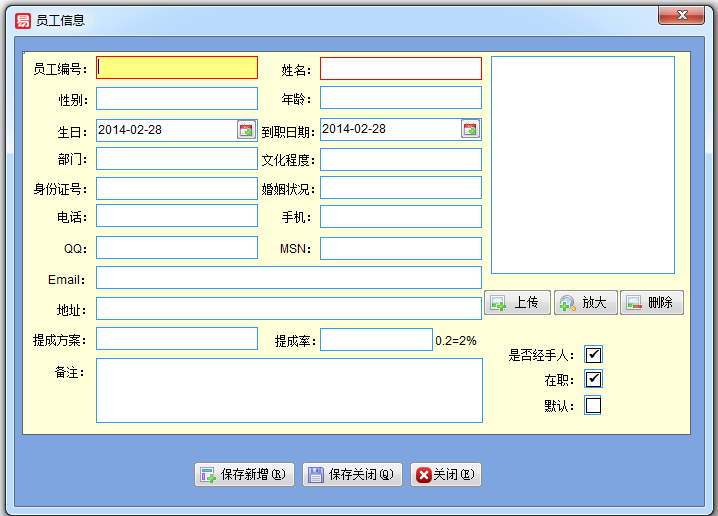 易 员工信息
员工编号： 姓名：
性别： 年龄：
生日： 2014-02-28 到职日期： 2014-02-28
部门： 文化程度：
身份证号： 婚姻状况：
电话： 手机：
QQ： MSN：
Email：
地址：
上传 放大 删除
提成方案： 提成率： 0.2=2%
是否经手人：
备注：
在职：
默认：
保存新增(R) 保存关闭(Q) 关闭(E)